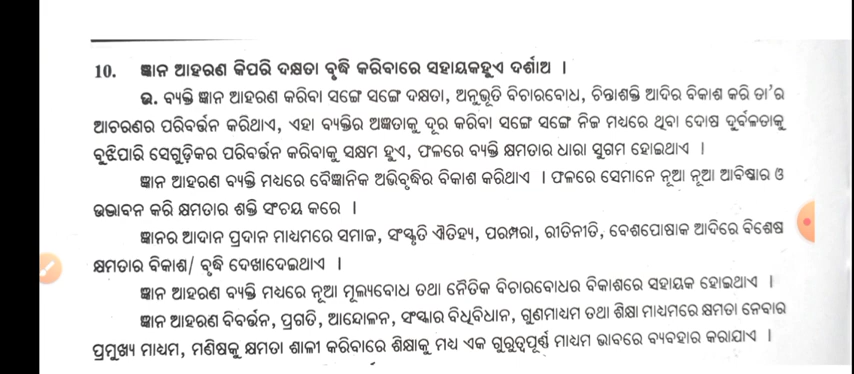 10. ଜ୍ଞାନ ଆହରଣ କିପରି ଦକ୍ଷତା ବୃଦ୍ଧି କରିବାରେ ସହାୟକହୁଏ ଦର୍ଶାଅ ।
ଉ. ବ୍ୟକ୍ତି ଜ୍ଞାନ ଆହରଣ କରିବା ସଙ୍ଗେ ସଙ୍ଗେ ଦକ୍ଷତା, ଅନୁଭୂତି ବିଚାରବୋଧ, ଚିନ୍ତାଶକ୍ତି ଆଦିର ବିକାଶ କରି ତା'ର
ଆଚରଣର ପରିବର୍ତ୍ତନ କରିଥାଏ, ଏହା ବ୍ୟକ୍ତିର ଅଜ୍ଞତାକୁ ଦୂର କରିବା ସଙ୍ଗେ ସଙ୍ଗେ ନିଜ ମଧ୍ୟରେ ଥିବା ଦୋଷ ଦୁର୍ବଳତାକୁ
ବୁଝିପାରି ସେଗୁଡ଼ିକର ପରିବର୍ତ୍ତନ କରିବାକୁ ସକ୍ଷମ ହୁଏ, ଫଳରେ ବ୍ୟକ୍ତି କ୍ଷମତାର ଧାରା ସୁଗମ ହୋଇଥାଏ ।
ଜ୍ଞାନ ଆହରଣ ବ୍ୟକ୍ତି ମଧ୍ୟରେ ବୈଜ୍ଞାନିକ ଅଭିବୃଦ୍ଧିର ବିକାଶ କରିଥାଏ । ଫଳରେ ସେମାନେ ନୂଆ ନୂଆ ଆବିଷ୍କାର ଓ
ଉଦ୍ଭାବନ କରି କ୍ଷମତାର ଶକ୍ତି ସଂଚୟ କରେ ।
ଜ୍ଞାନର ଆଦାନ ପ୍ରଦାନ ମାଧ୍ୟମରେ ସମାଜ, ସଂସ୍କୃତି ଐତିହ୍ୟ, ପରମ୍ପରା, ରୀତିନୀତି, ବେଶପୋଷାକ ଆଦିରେ ବିଶେଷ
କ୍ଷମତାର ବିକାଶ/ ବୃଦ୍ଧି ଦେଖାଦେଇଥାଏ ।
ଜ୍ଞାନ ଆହରଣ ବ୍ୟକ୍ତି ମଧ୍ୟରେ ନୂଆ ମୂଲ୍ୟବୋଧ ତଥା ନୈତିକ ବିଚାରବୋଧର ବିକାଶରେ ସହାୟକ ହୋଇଥାଏ ।
ଜ୍ଞାନ ଆହରଣ ବିବର୍ତ୍ତନ, ପ୍ରଗତି, ଆନ୍ଦୋଳନ, ସଂସ୍କାର ବିଧିବିଧାନ, ଗୁଣମାଧ୍ୟମ ତଥା ଶିକ୍ଷା ମାଧ୍ୟମରେ କ୍ଷମତା ନେବାର
ପ୍ରମୁଖ୍ୟ ମାଧ୍ୟମ, ମଣିଷକୁ କ୍ଷମତା ଶାଳୀ କରିବାରେ ଶିକ୍ଷାକୁ ମଧ୍ୟ ଏକ ଗୁରୁତ୍ୱପୂର୍ଣ୍ଣ ମାଧ୍ୟମ ଭାବରେ ବ୍ୟବହାର କରାଯାଏ ।